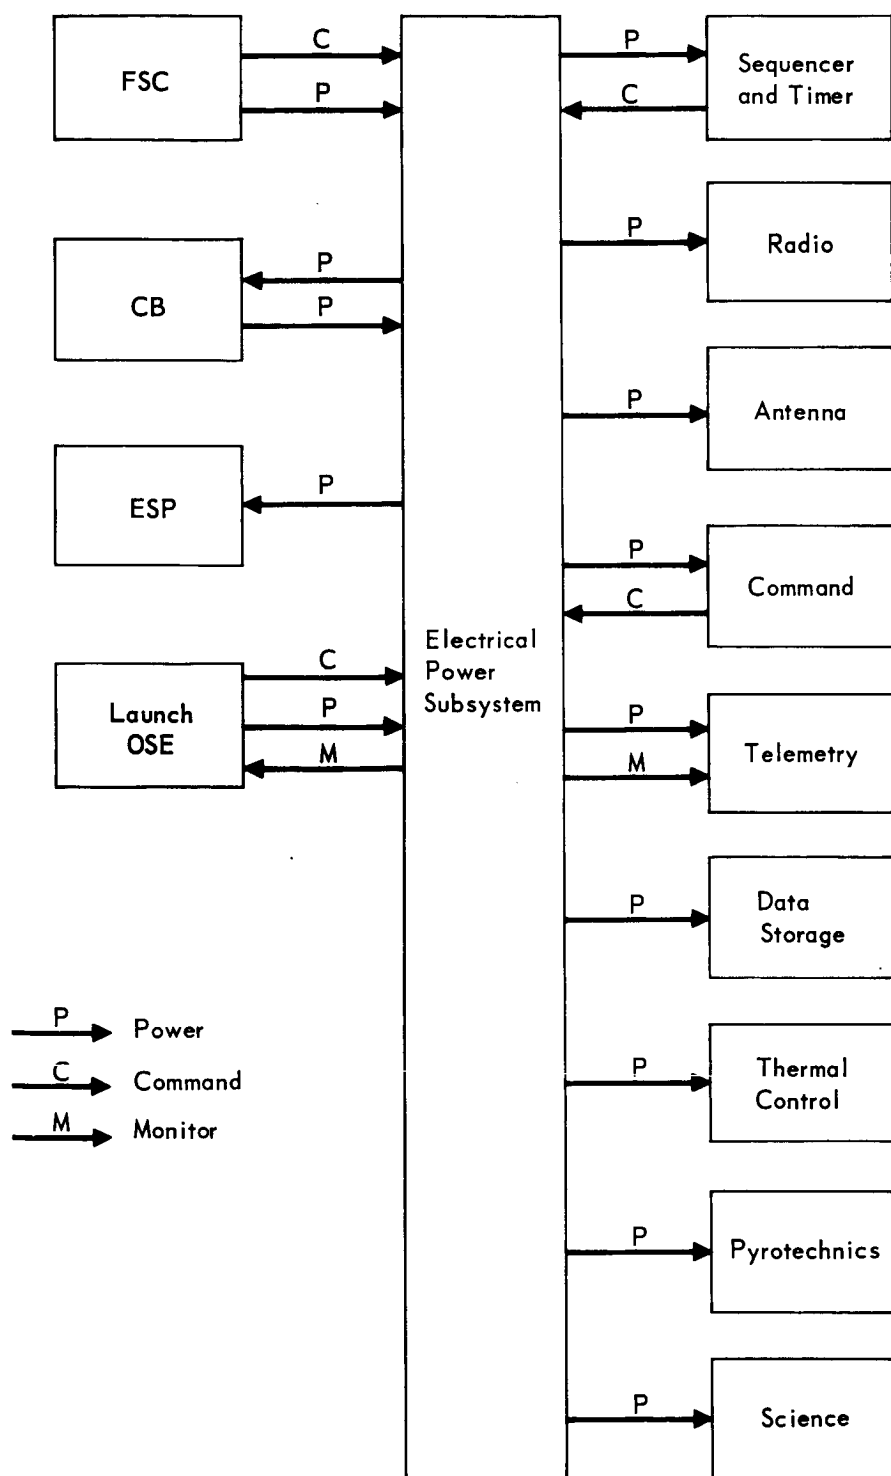 FSC
C
P
CB
P
P
ESP
P
Launch
OSE
C
P
M
Electrical
Power
Subsystem
P
C
Sequencer
and Timer
P
Radio
P
Antenna
P
C
Command
P
M
Telemetry
P
Data
Storage
P
Thermal
Control
P
Pyrotechnics
P
Science
P Power
C Command
M Monitor